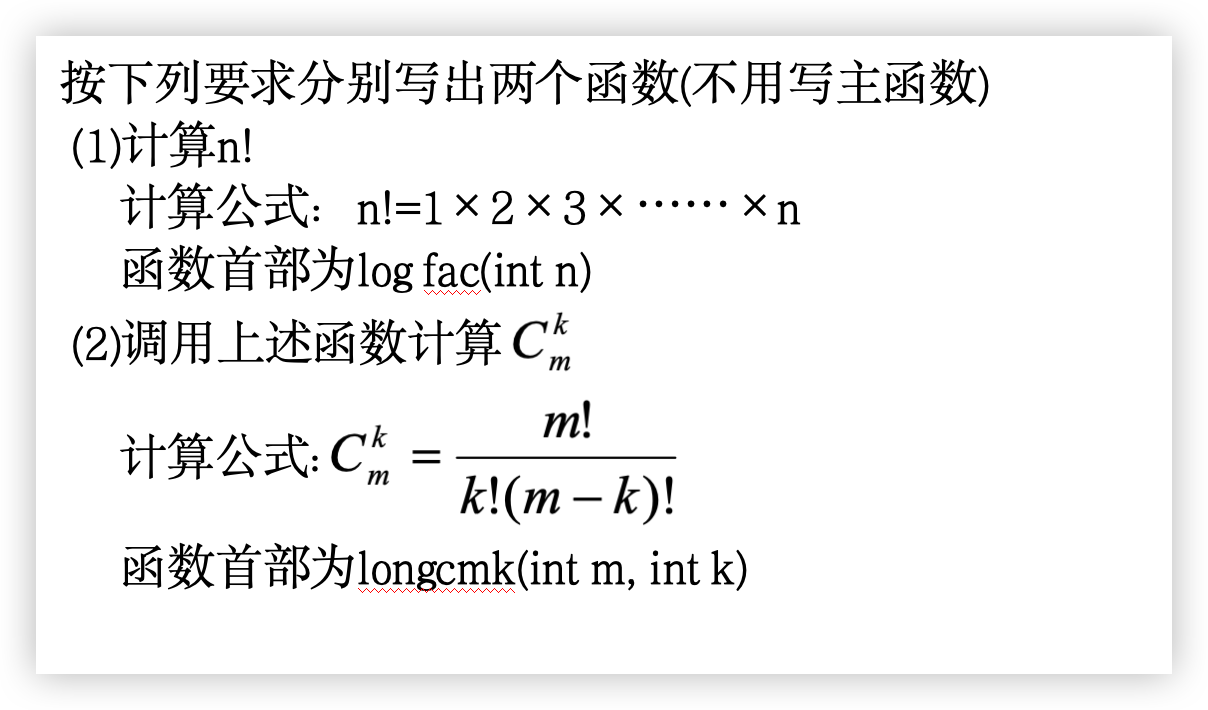 按下列要求分别写出两个函数(不用写主函数)
(1)计算n!
计算公式： n!=1×2×3×……×n
函数首部为log fac(int n)
(2)调用上述函数计算 C_m^k
计算公式: C_m^k = m! / k!(m－k)!
函数首部为longcmk(int m, int k)